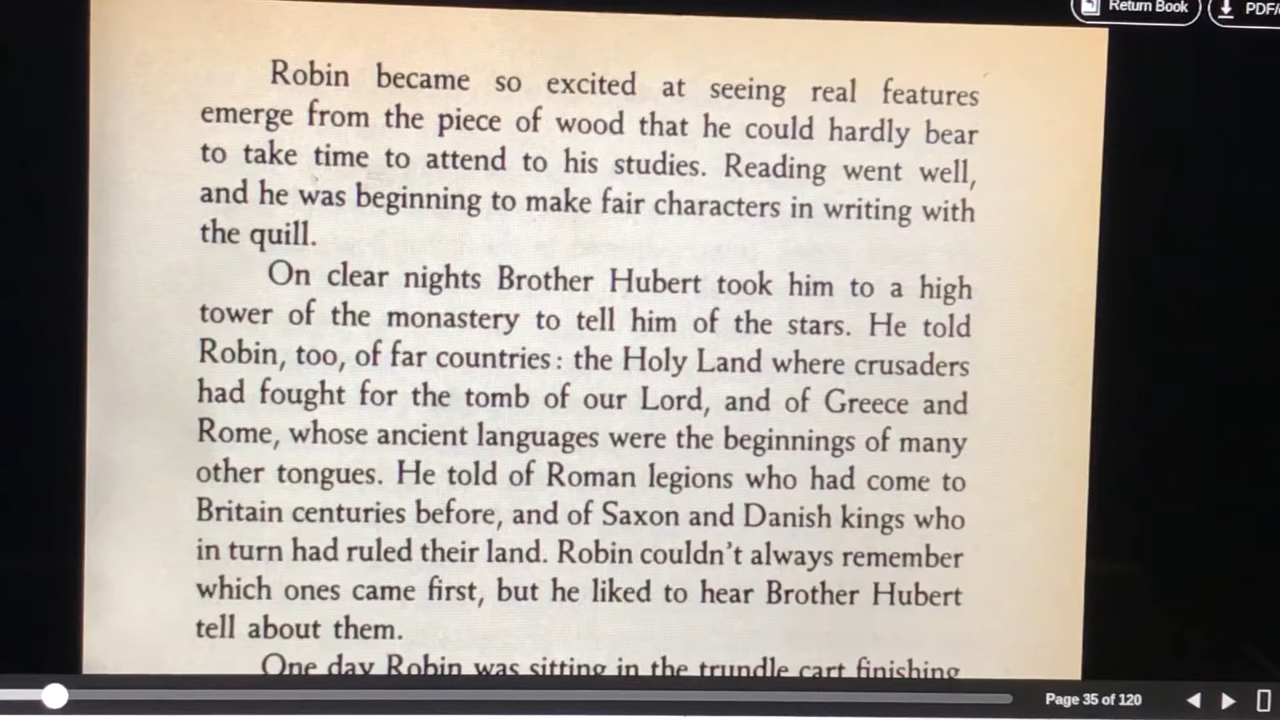 Return Book
PDF/
Robin became so excited at seeing real features
emerge from the piece of wood that he could hardly bear
to take time to attend to his studies. Reading went well,
and he was beginning to make fair characters in writing with
the quill.
On clear nights Brother Hubert took him to a high
tower of the monastery to tell him of the stars. He told
Robin, too, of far countries: the Holy Land where crusaders
had fought for the tomb of our Lord, and of Greece and
Rome, whose ancient languages were the beginnings of many
other tongues. He told of Roman legions who had come to
Britain centuries before, and of Saxon and Danish kings who
in turn had ruled their land. Robin couldn't always remember
which ones came first, but he liked to hear Brother Hubert
tell about them.
One day Robin was sitting in the trundle cart finishing
Page 35 of 120